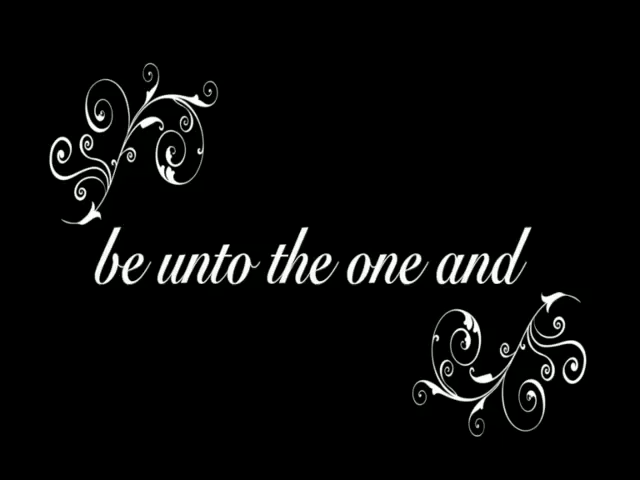 be unto the one and